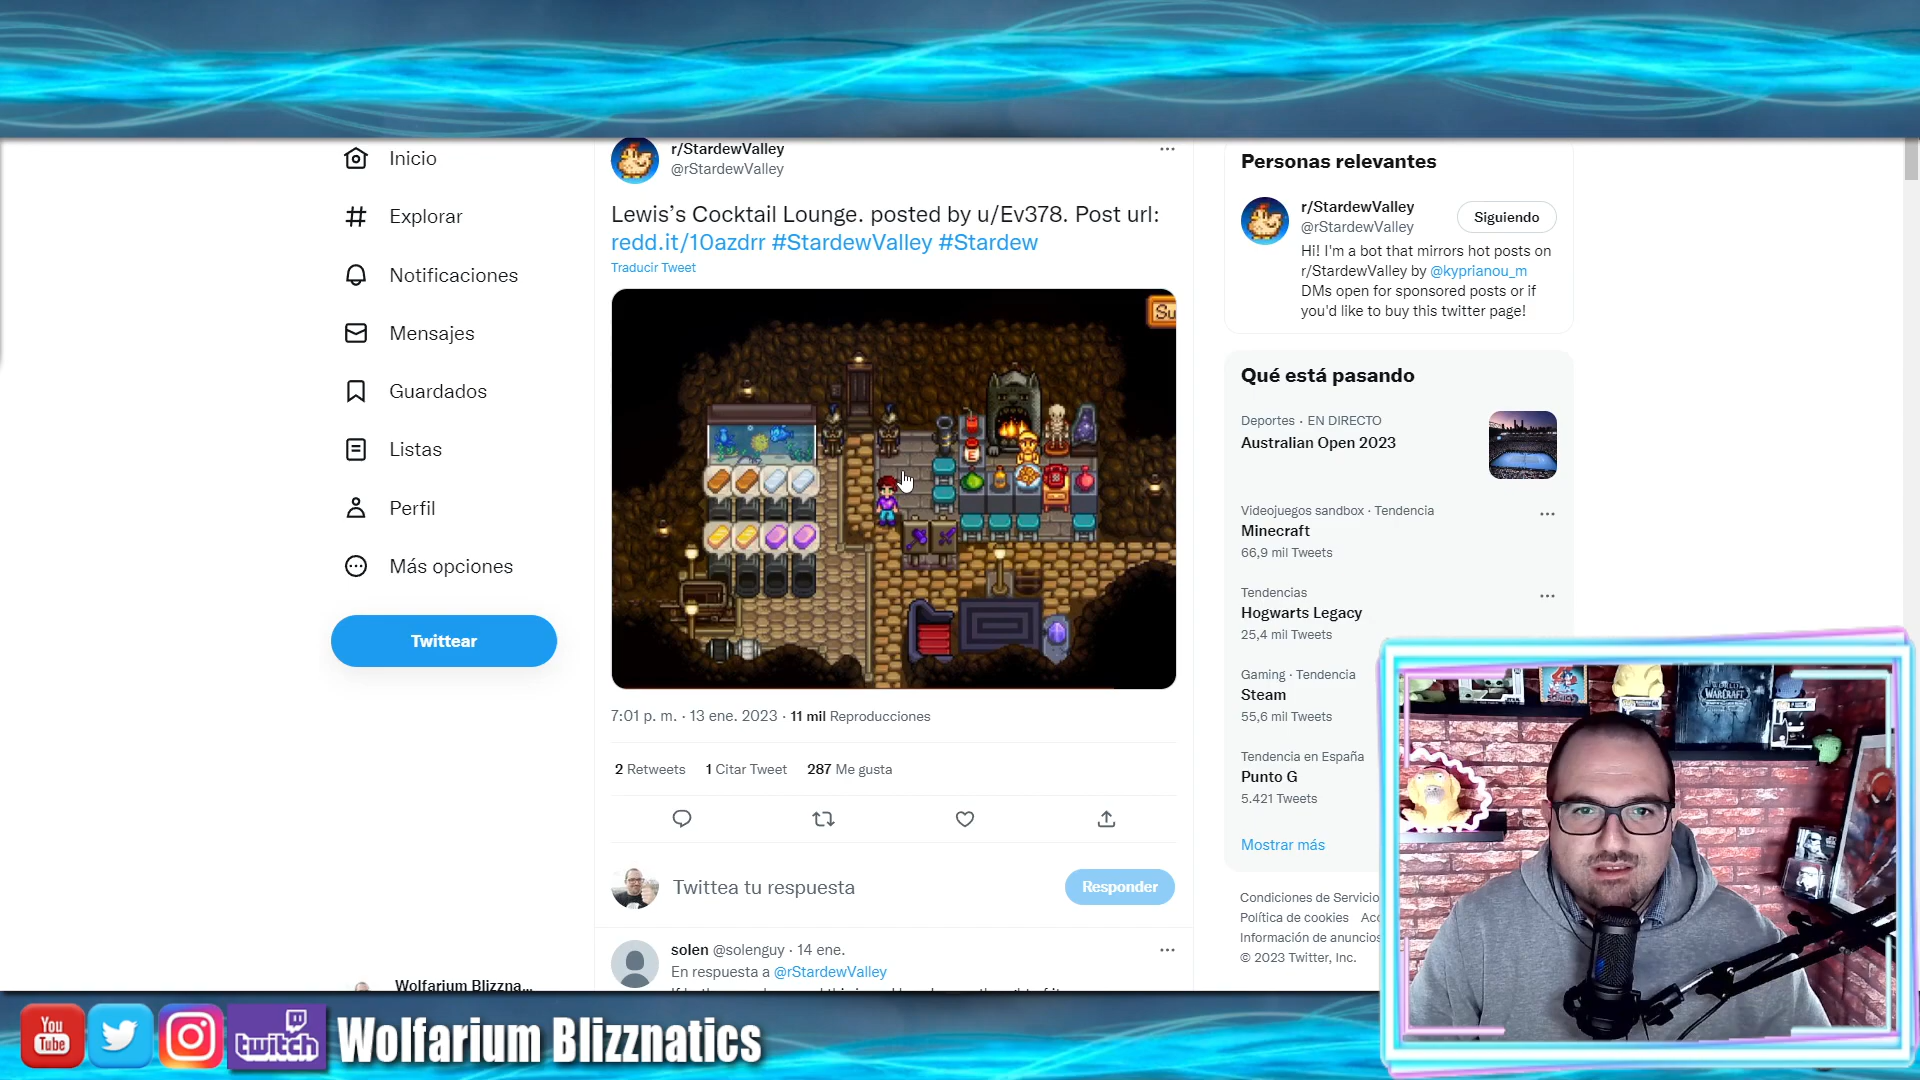 Inicio
Explorar
Notificaciones
Mensajes
Guardados
Listas
Perfil
Más opciones
Twittear
Wolfarium Blizzna...
r/StardewValley
@rStardewValley
Lewis's Cocktail Lounge. posted by u/Ev378. Post url:
redd.it/10azdrr #StardewValley #Stardew
Traducir Tweet
Su
E
7:01 p. m. · 13 ene. 2023 · 11 mil Reproducciones
2 Retweets 1 Citar Tweet 287 Me gusta
Twittea tu respuesta
Responder
solen @solenguy · 14 ene.
En respuesta a @rStardewValley
Personas relevantes
r/StardewValley
@rStardewValley
Siguiendo
Hi! I'm a bot that mirrors hot posts on
r/StardewValley by @kyprianou_m
DMs open for sponsored posts or if
you'd like to buy this twitter page!
Qué está pasando
Deportes · EN DIRECTO
Australian Open 2023
Videojuegos sandbox · Tendencia
Minecraft
66,9 mil Tweets
Tendencias
Hogwarts Legacy
25,4 mil Tweets
Gaming · Tendencia
Steam
55,6 mil Tweets
Tendencia en España
Punto G
5.421 Tweets
Mostrar más
Condiciones de Servicio
Política de cookies
Información de anuncios
© 2023 Twitter, Inc.
WARCRAFT
You
Tube
twitch
Wolfarium Blizznatics